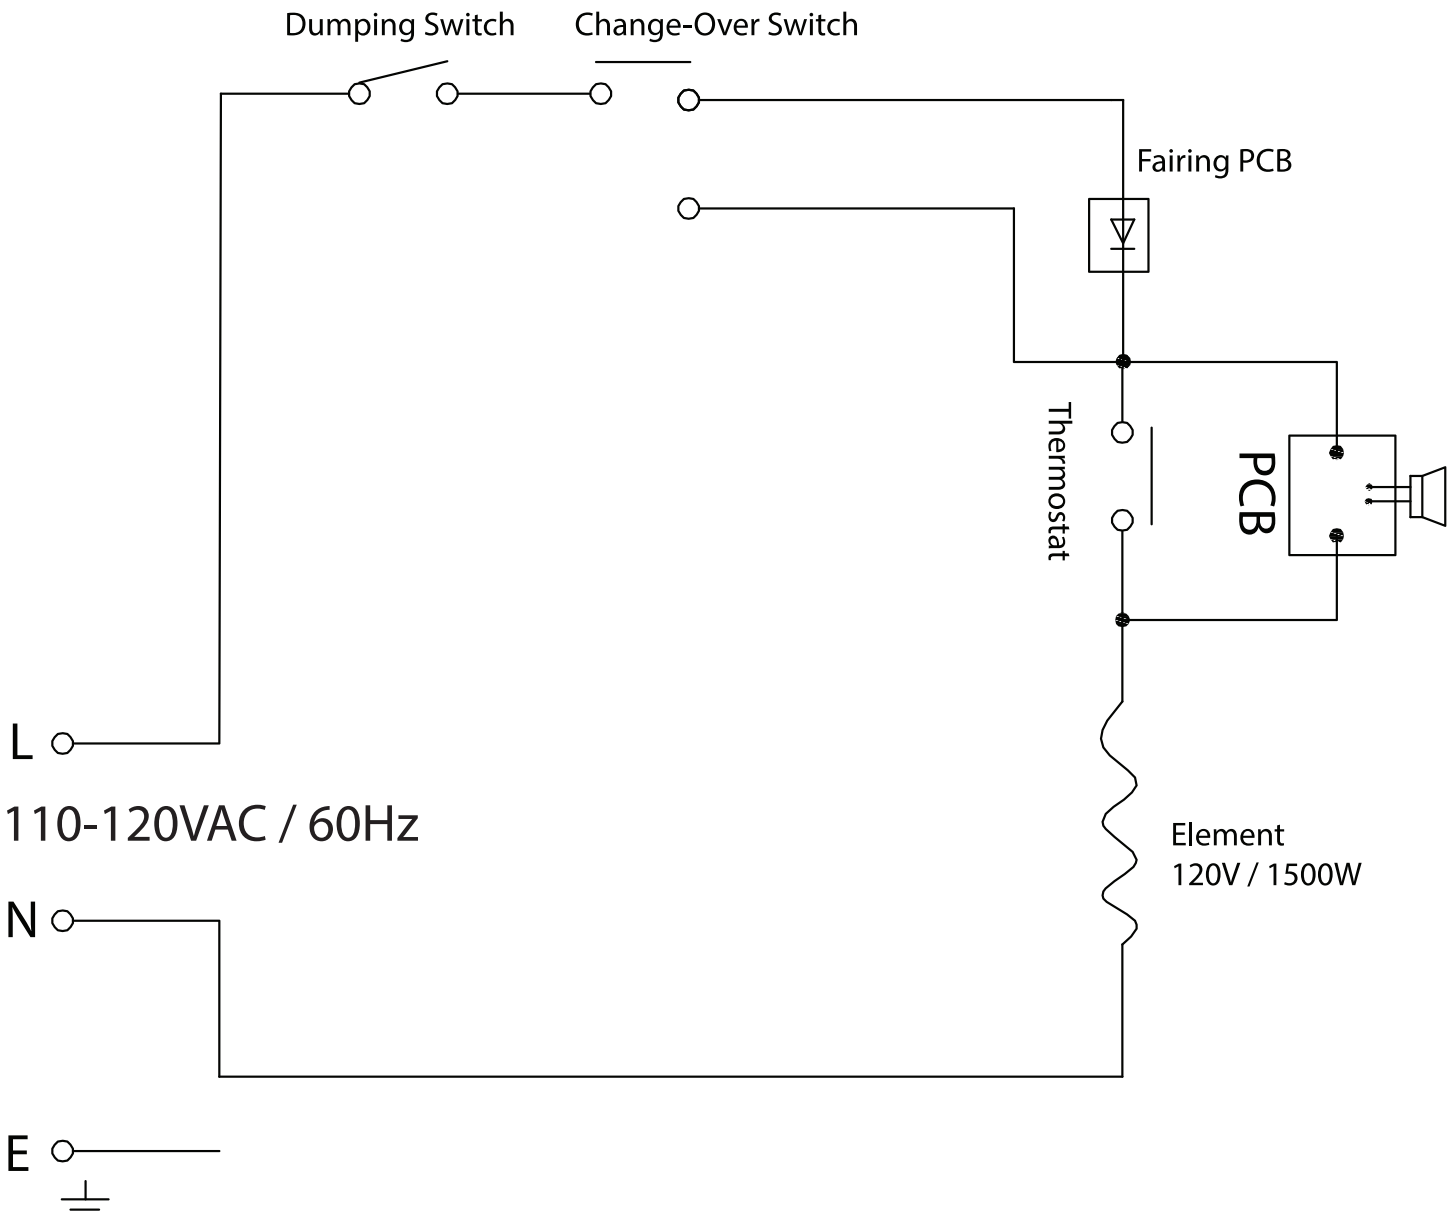 Dumping Switch
Change-Over Switch
Fairing PCB
Thermostat
PCB
L
110-120VAC / 60Hz
Element
120V / 1500W
N
E